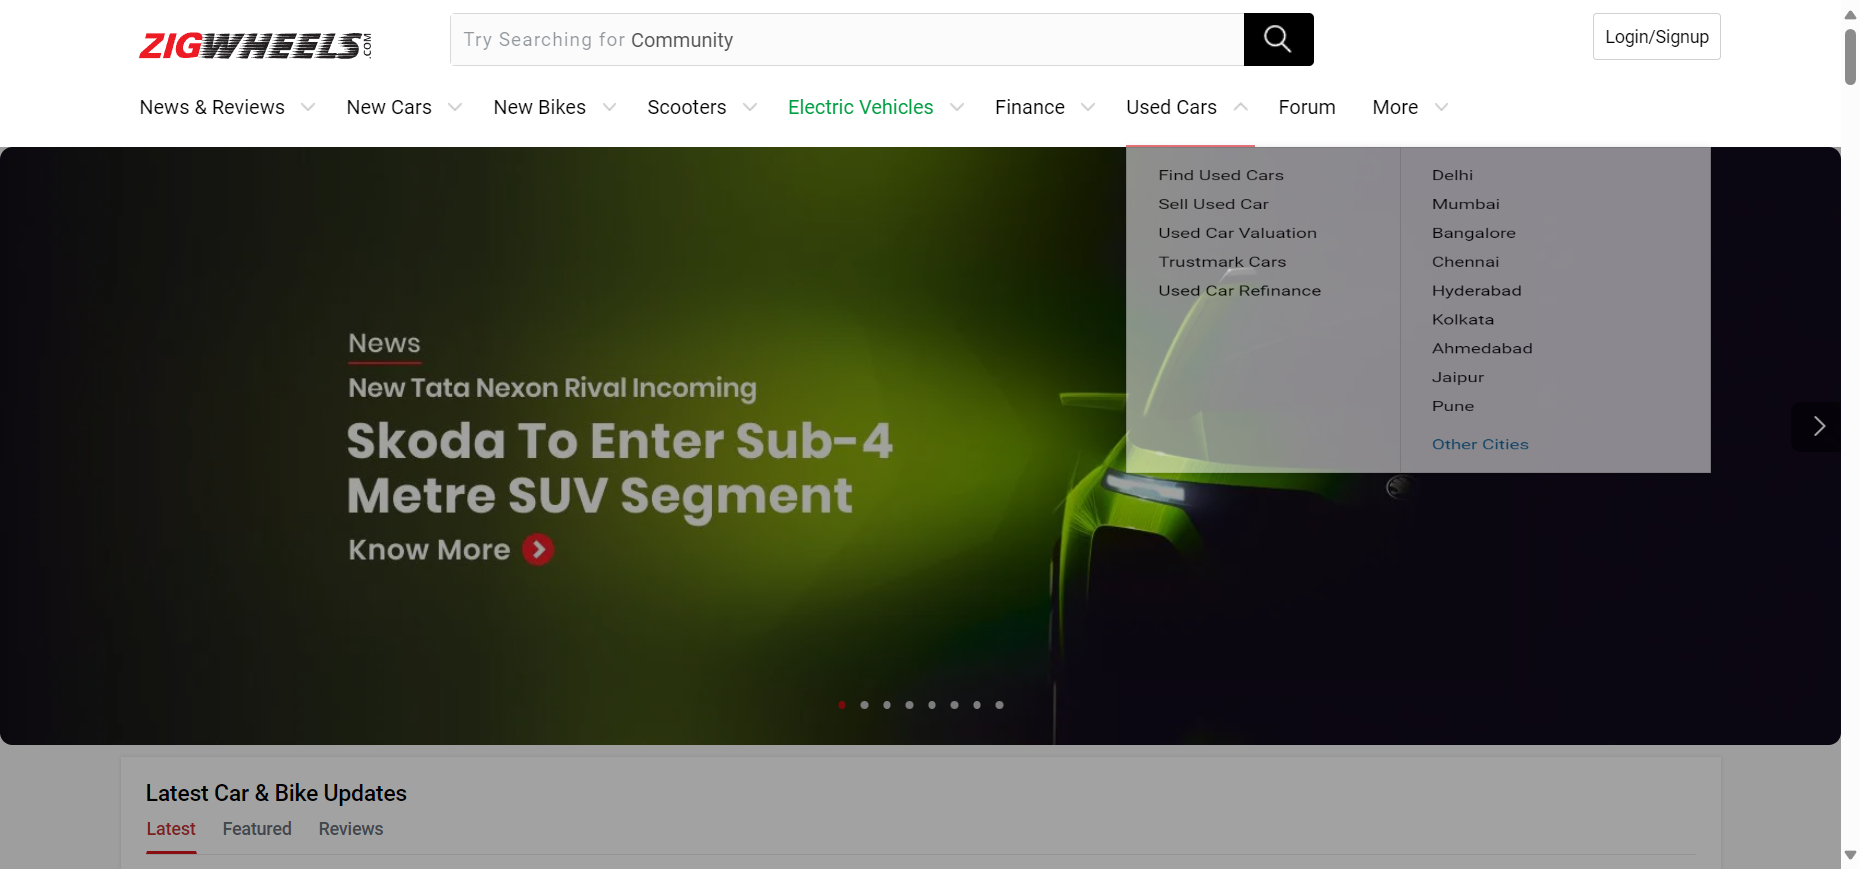 ZIGWHEELS.COM
Try Searching for Community
Login/Signup
News & Reviews
New Cars
New Bikes
Scooters
Electric Vehicles
Finance
Used Cars
Forum
More
Find Used Cars
Sell Used Car
Used Car Valuation
Trustmark Cars
Used Car Refinance
Delhi
Mumbai
Bangalore
Chennai
Hyderabad
Kolkata
Ahmedabad
Jaipur
Pune
Other Cities
News
New Tata Nexon Rival Incoming
Skoda To Enter Sub-4
Metre SUV Segment
Know More
Latest Car & Bike Updates
Latest
Featured
Reviews